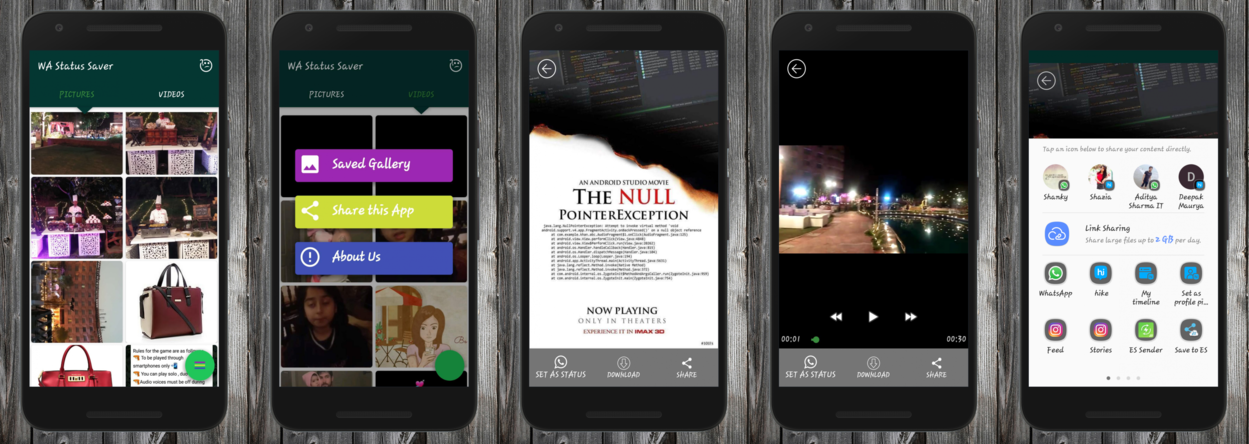 WA Status Saver
PICTURES
VIDEOS
Rules for the game are as follow
To be played through
smartphones only
You can play solo , duo
Audio voices must be off during
WA Status Saver
PICTURES
VIDEOS
Saved Gallery
Share this App
About Us
AN ANDROID STUDIO MOVIE
THE NULL
POINTEREXCEPTION
NOW PLAYING
ONLY IN THEATERS
EXPERIENCE IT IN IMAX 3D
SET AS STATUS
DOWNLOAD
SHARE
00:01
00:30
SET AS STATUS
DOWNLOAD
SHARE
Tap an icon below to share your content directly.
Shanky
Shazia
Aditya
Sharma IT
D
Deepak
Maurya
Link Sharing
Share large files up to 2 GB per day.
WhatsApp
hi
hike
My
timeline
Set as
profile pi...
Feed
Stories
ES Sender
Save to ES